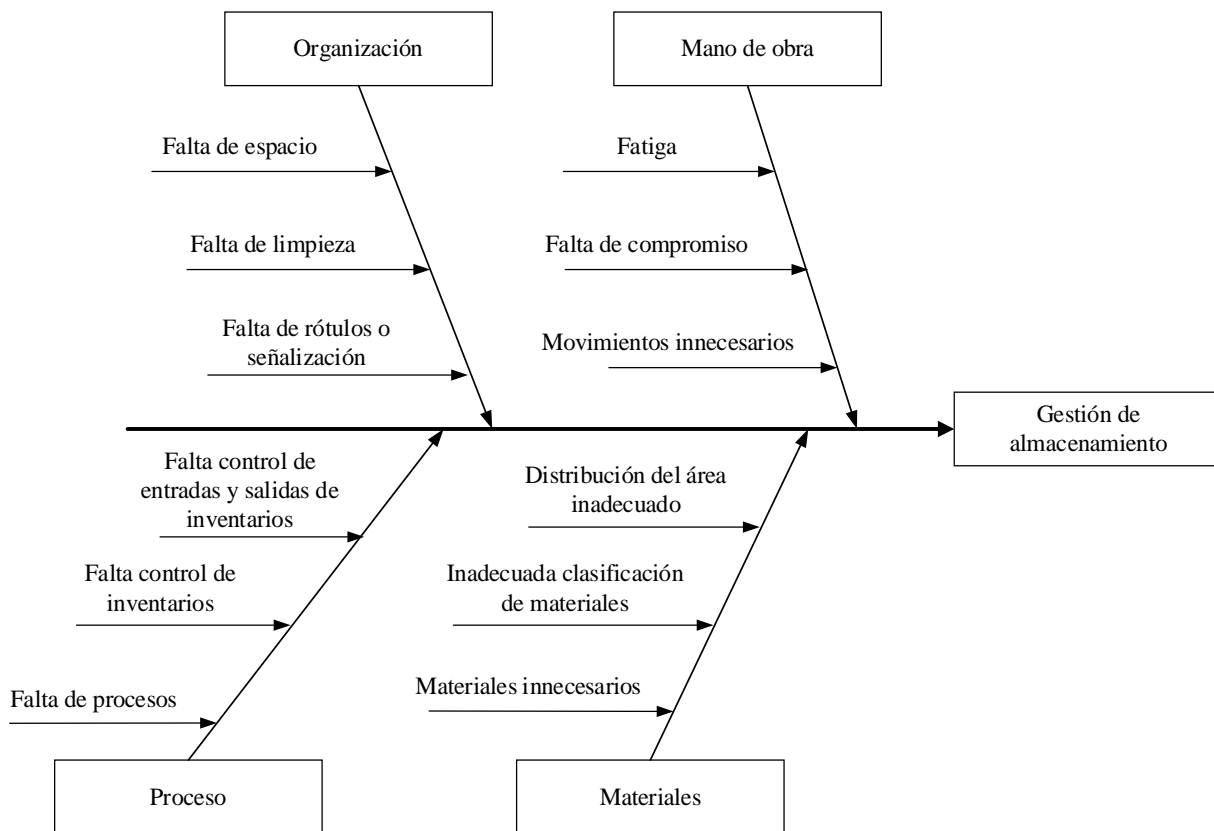 Organización
Mano de obra
Falta de espacio
Fatiga
Falta de limpieza
Falta de compromiso
Falta de rótulos o
señalización
Movimientos innecesarios
Gestión de
almacenamiento
Falta control de
entradas y salidas de
inventarios
Distribución del área
inadecuado
Falta control de
inventarios
Inadecuada clasificación
de materiales
Falta de procesos
Materiales innecesarios
Proceso
Materiales